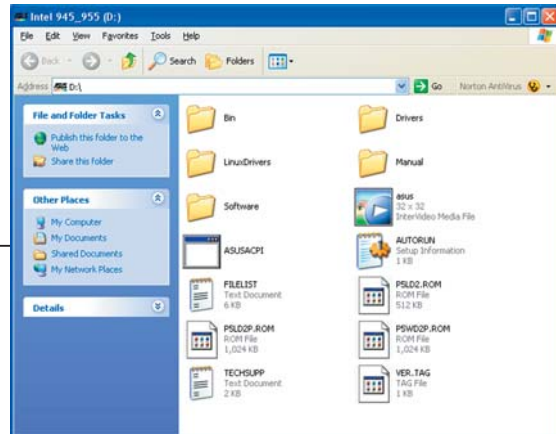 Intel 945_955 (D:)
File Edit View Favorites Tools Help
Back Search Folders
Address D:\ Go Norton AntiVirus
File and Folder Tasks
Publish this folder to the
Web
Share this folder
Other Places
My Computer
My Documents
Shared Documents
My Network Places
Details
Bin
Drivers
LinuxDrivers
Manual
Software
asus
32 x 32
InterVideo Media File
ASUSACPI
AUTORUN
Setup Information
1 KB
FILELIST
Text Document
6 KB
P5LD2.ROM
ROM File
512 KB
P5LD2P.ROM
ROM File
1,024 KB
P5WD2P.ROM
ROM File
1,024 KB
TECHSUPP
Text Document
2 KB
VER.TAG
TAG File
1 KB